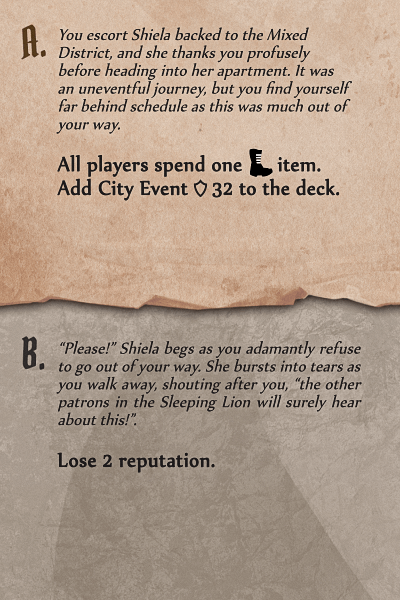 A.
You escort Shiela backed to the Mixed
District, and she thanks you profusely
before heading into her apartment. It was
an uneventful journey, but you find yourself
far behind schedule as this was much out of
your way.
All players spend one item.
Add City Event 32 to the deck.
B.
“Please!” Shiela begs as you adamantly refuse
to go out of your way. She bursts into tears as
you walk away, shouting after you, “the other
patrons in the Sleeping Lion will surely hear
about this!”.
Lose 2 reputation.